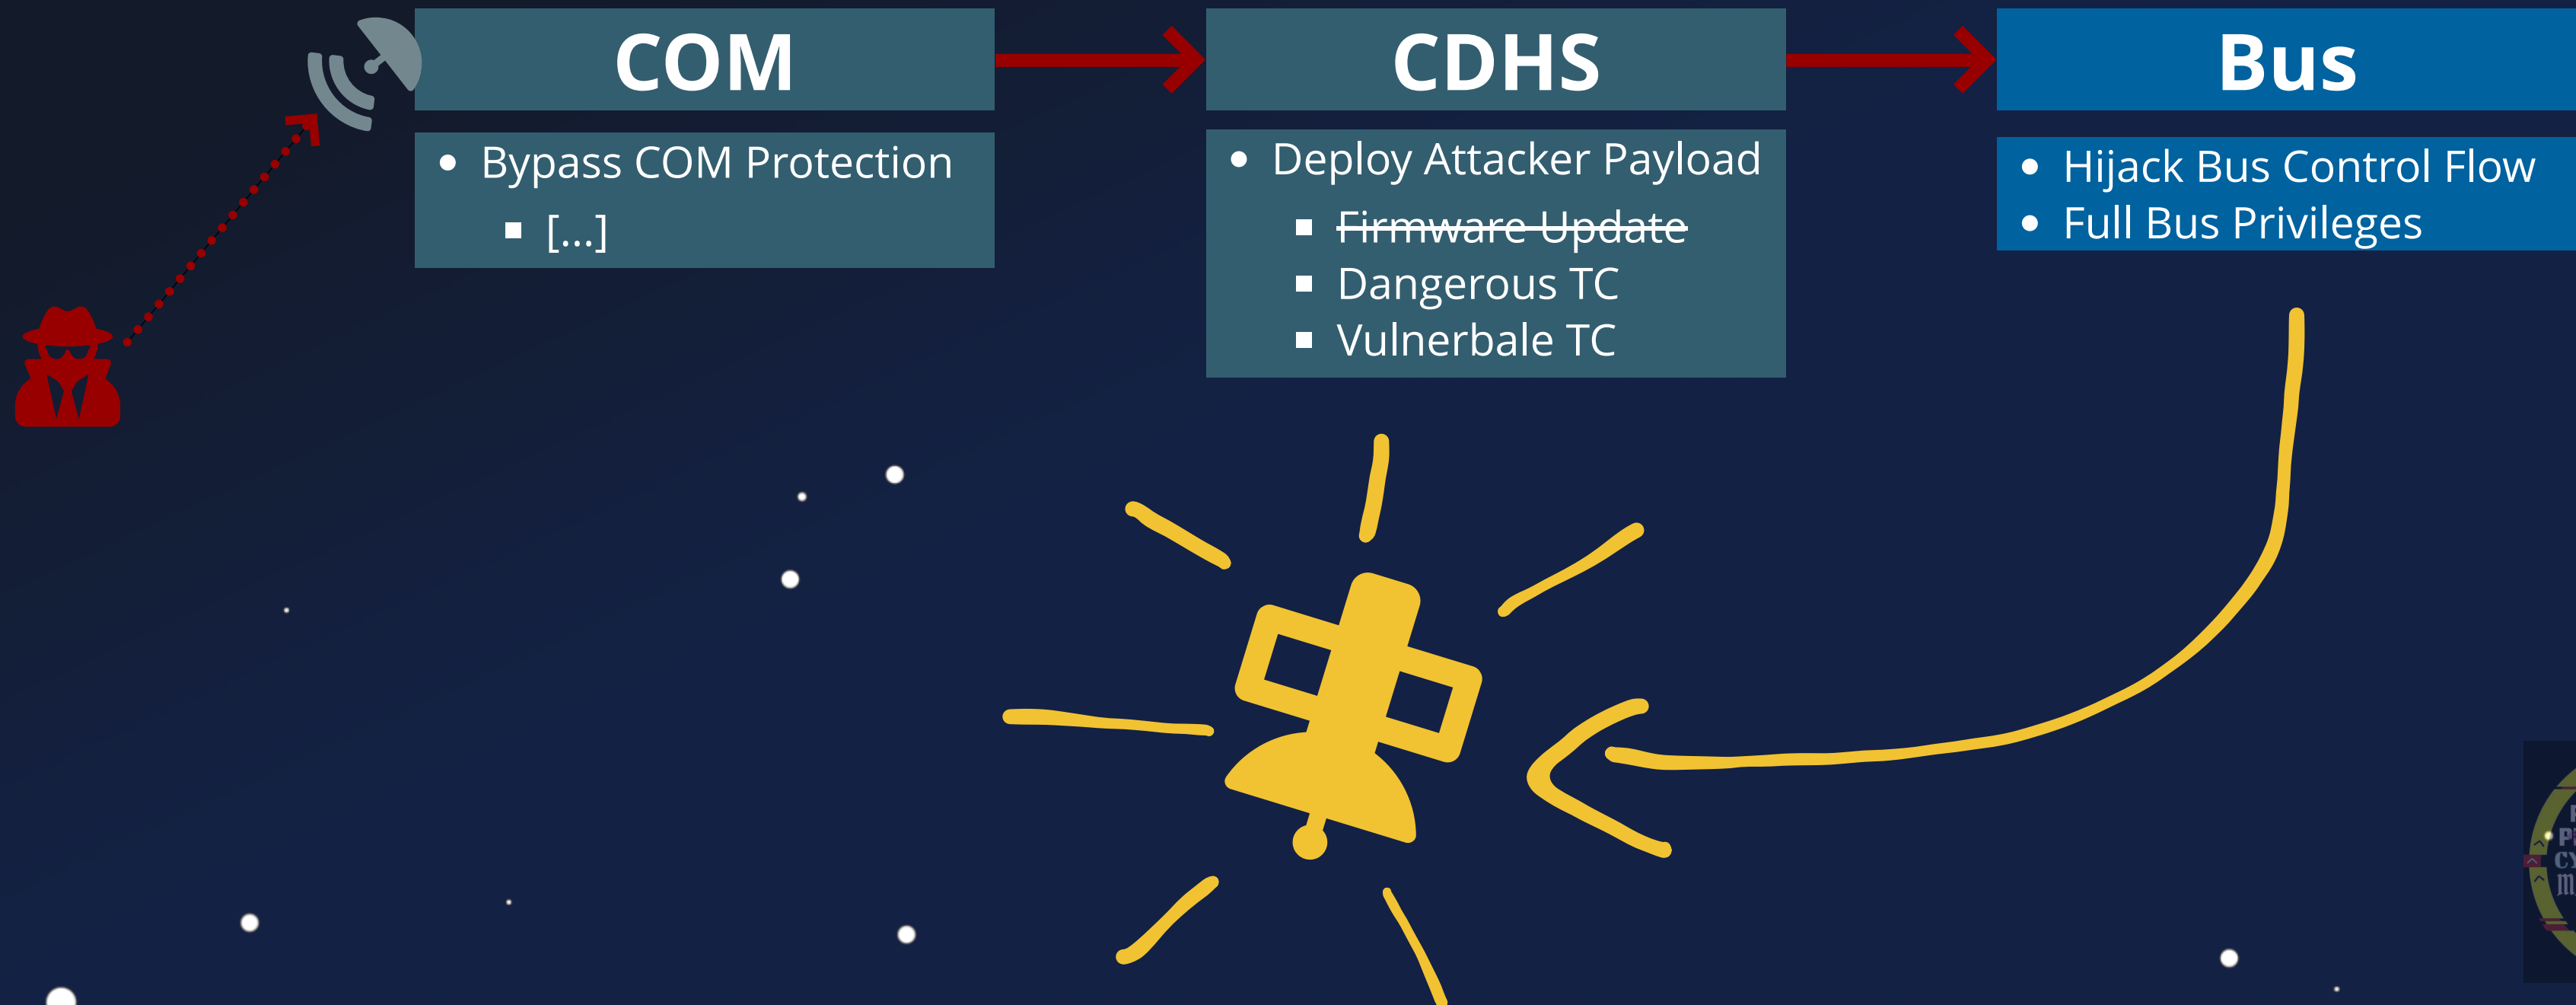 COM
CDHS
Bus
• Bypass COM Protection
▪ [...]
• Deploy Attacker Payload
▪ ~~Firmware Update~~
▪ Dangerous TC
▪ Vulnerbale TC
• Hijack Bus Control Flow
• Full Bus Privileges